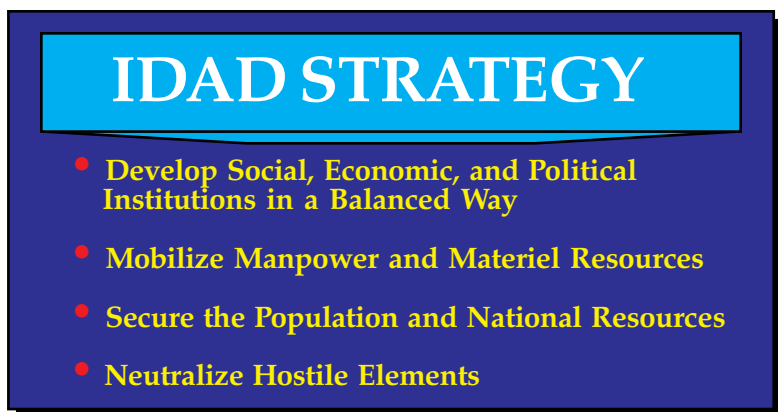 IDAD STRATEGY
• Develop Social, Economic, and Political
Institutions in a Balanced Way
• Mobilize Manpower and Materiel Resources
• Secure the Population and National Resources
• Neutralize Hostile Elements